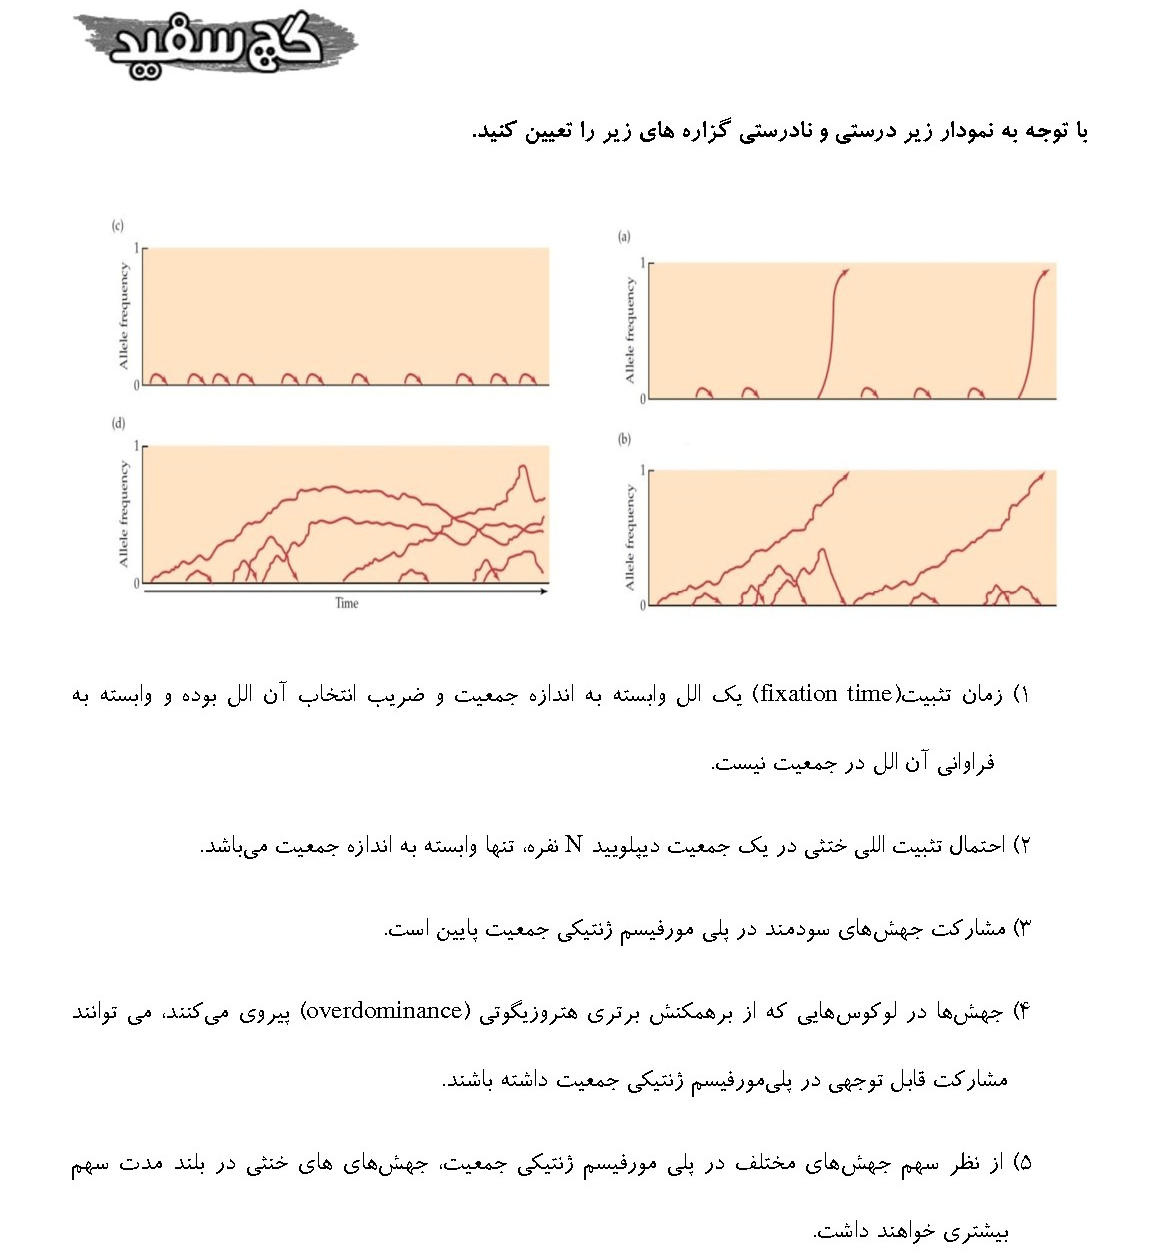 گچ سفید
با توجه به نمودار زیر درستی و نادرستی گزاره های زیر را تعیین کنید.
(c)
1
Allele frequency
0
(a)
1
Allele frequency
0
(d)
1
Allele frequency
0
Time
(b)
1
Allele frequency
0
۱) زمان تثبیت(fixation time) یک الل وابسته به اندازه جمعیت و ضریب انتخاب آن الل بوده و وابسته به
فراوانی آن الل در جمعیت نیست.
۲) احتمال تثبیت اللی خنثی در یک جمعیت دیپلویید N نفره، تنها وابسته به اندازه جمعیت می‌باشد.
۳) مشارکت جهش‌های سودمند در پلی مورفیسم ژنتیکی جمعیت پایین است.
۴) جهش‌ها در لوکوس‌هایی که از برهمکنش برتری هتروزیگوتی (overdominance) پیروی می‌کنند، می توانند
مشارکت قابل توجهی در پلی‌مورفیسم ژنتیکی جمعیت داشته باشند.
۵) از نظر سهم جهش‌های مختلف در پلی مورفیسم ژنتیکی جمعیت، جهش‌های های خنثی در بلند مدت سهم
بیشتری خواهند داشت.